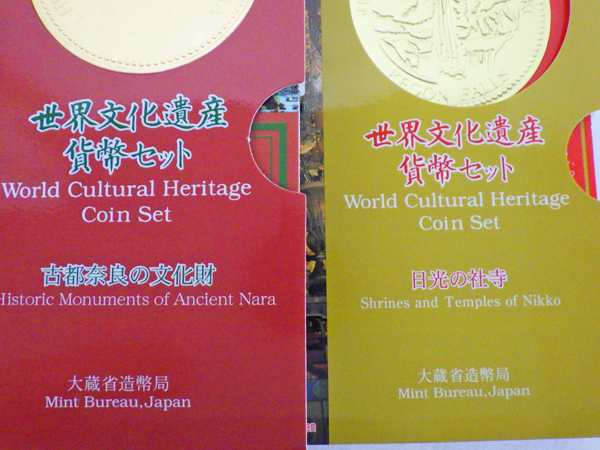 世界文化遺産
貨幣セット
World Cultural Heritage
Coin Set
古都奈良の文化財
Historic Monuments of Ancient Nara
大蔵省造幣局
Mint Bureau,Japan
世界文化遺産
貨幣セット
World Cultural Heritage
Coin Set
日光の社寺
Shrines and Temples of Nikko
大蔵省造幣局
Mint Bureau,Japan